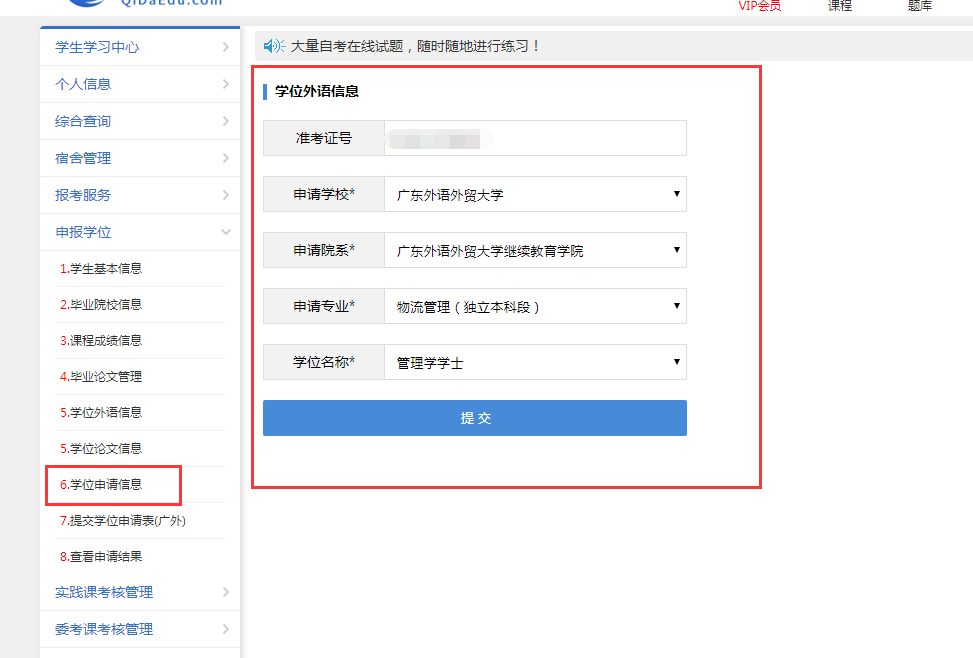 QiDaEdu.com
VIP会员 课程 题库
学生学习中心
个人信息
综合查询
宿舍管理
报考服务
申报学位
1.学生基本信息
2.毕业院校信息
3.课程成绩信息
4.毕业论文管理
5.学位外语信息
5.学位论文信息
6.学位申请信息
7.提交学位申请表(广外)
8.查看申请结果
实践课考核管理
委考课考核管理
大量自考在线试题，随时随地进行练习！
学位外语信息
准考证号
申请学校* 广东外语外贸大学
申请院系* 广东外语外贸大学继续教育学院
申请专业* 物流管理（独立本科段）
学位名称* 管理学学士
提 交